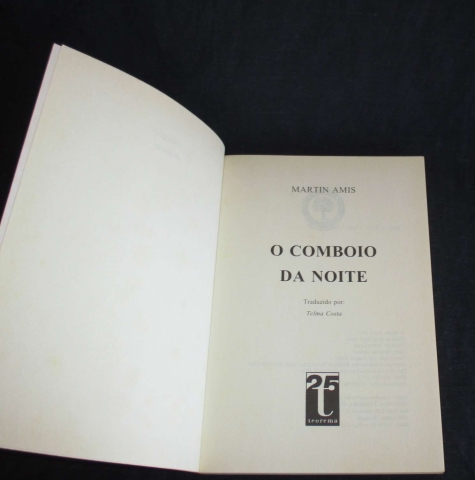 MARTIN AMIS
O COMBOIO
DA NOITE
Traduzido por:
Telma Costa
25
t
teorema